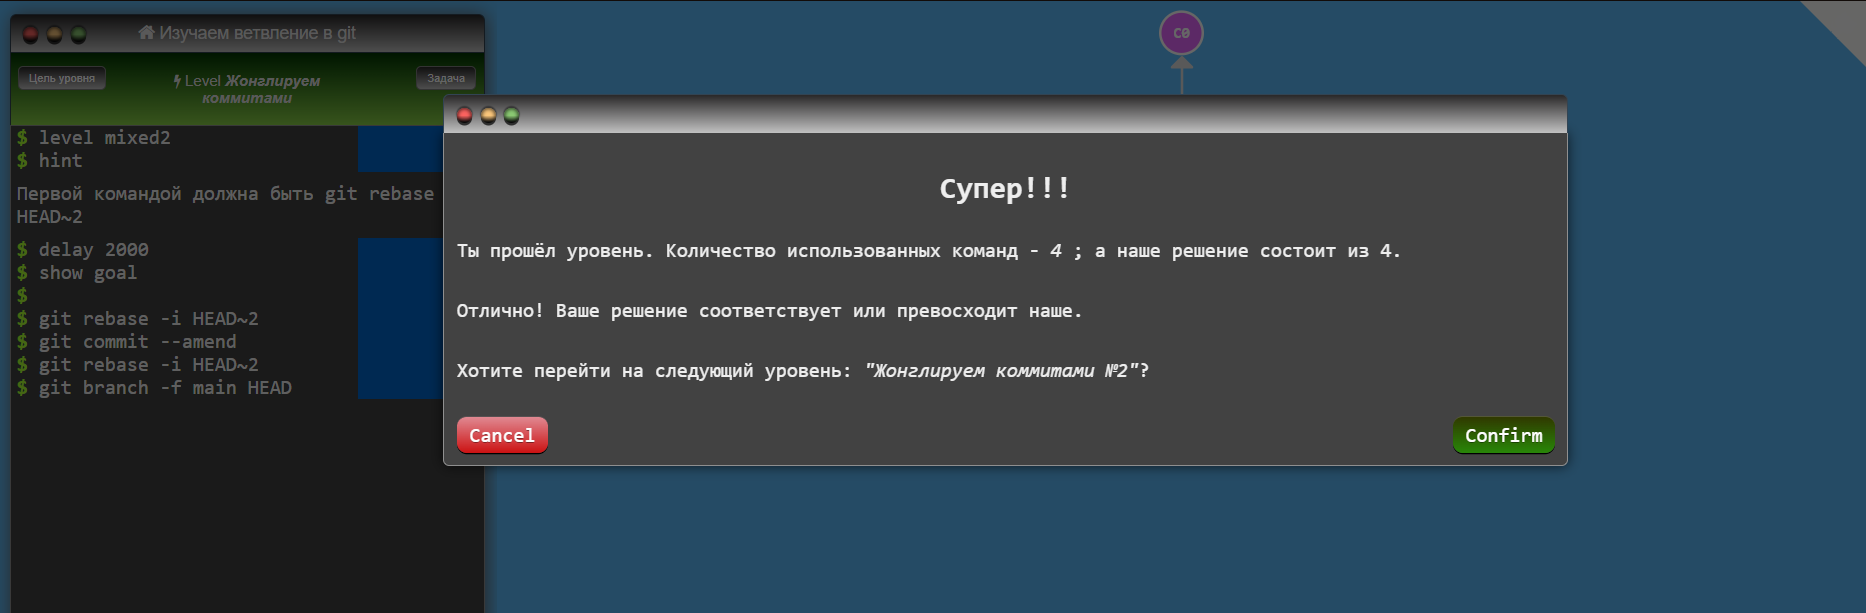 Изучаем ветвление в git
Цель уровня
Level Жонглируем
коммитами
Задача
$ level mixed2
$ hint
Первой командой должна быть git rebase
HEAD~2
$ delay 2000
$ show goal
$
$ git rebase -i HEAD~2
$ git commit --amend
$ git rebase -i HEAD~2
$ git branch -f main HEAD
C0
Супер!!!
Ты прошёл уровень. Количество использованных команд - 4 ; а наше решение состоит из 4.
Отлично! Ваше решение соответствует или превосходит наше.
Хотите перейти на следующий уровень: "Жонглируем коммитами №2"?
Cancel
Confirm